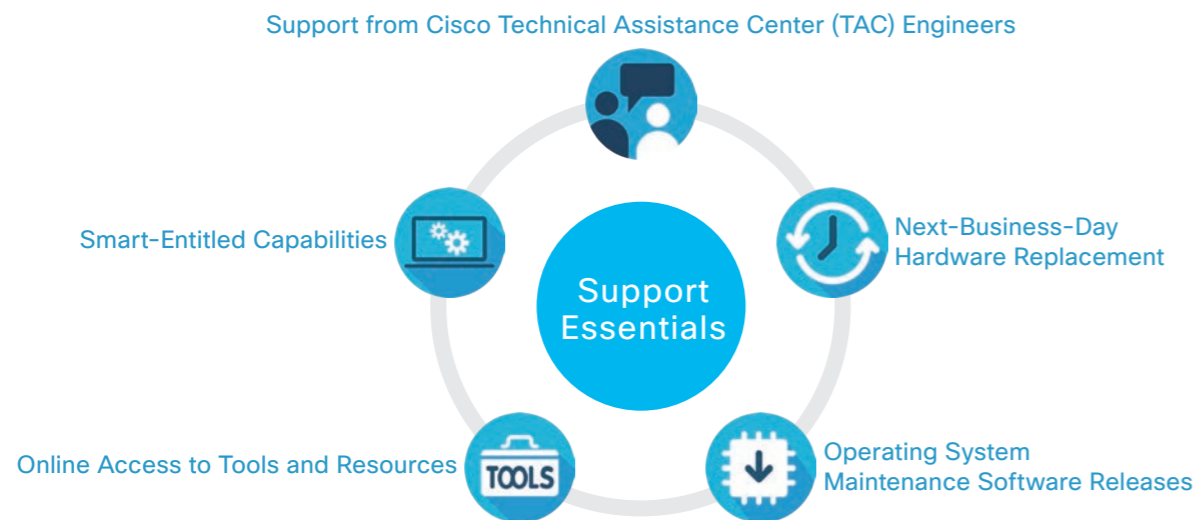 Support from Cisco Technical Assistance Center (TAC) Engineers
Smart-Entitled Capabilities
Next-Business-Day
Hardware Replacement
Support
Essentials
Online Access to Tools and Resources
TOOLS
Operating System
Maintenance Software Releases